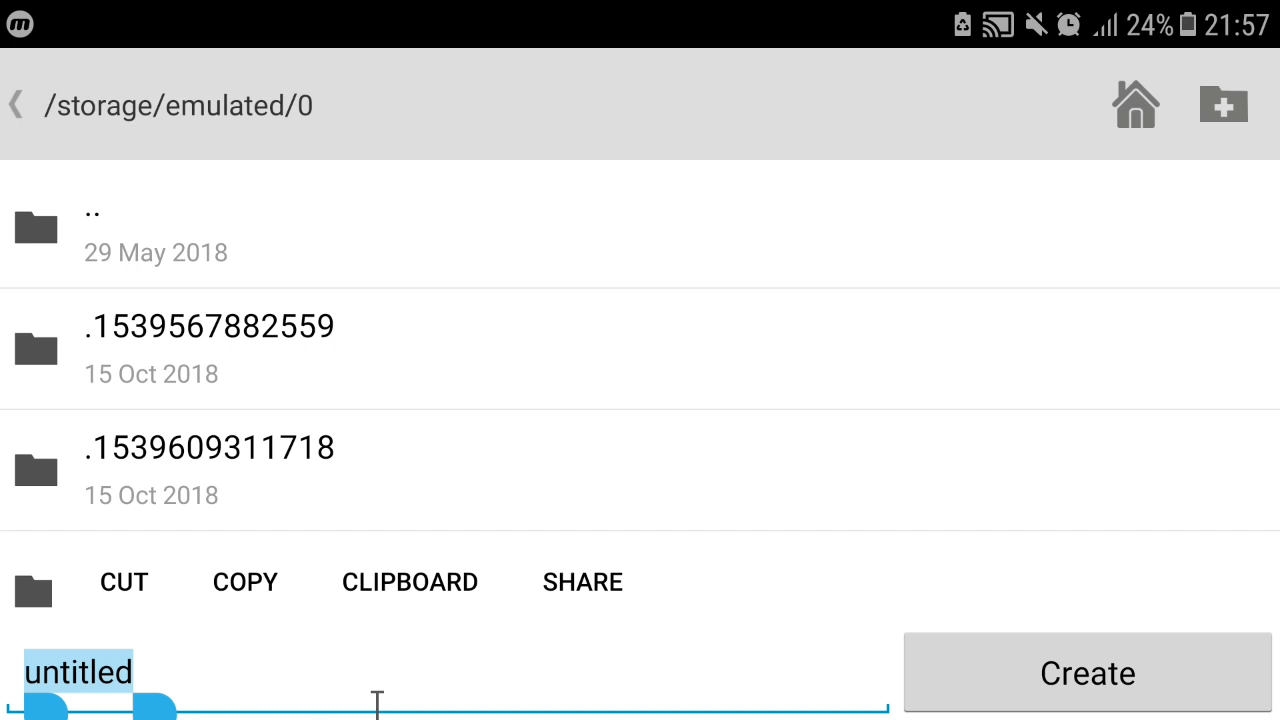 m 24% 21:57
/storage/emulated/0
..
29 May 2018
.1539567882559
15 Oct 2018
.1539609311718
15 Oct 2018
CUT COPY CLIPBOARD SHARE
untitled
Create